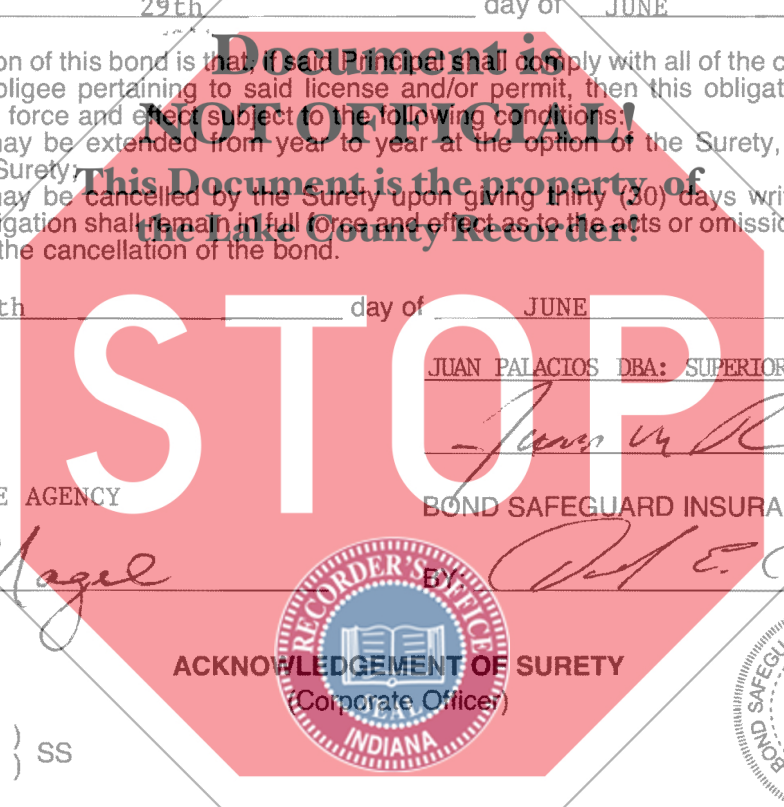 29th day of JUNE
Document is
on of this bond is that, if said Principal shall comply with all of the c
bligee pertaining to said license and/or permit, then this obligat
NOT OFFICIAL!
force and effect subject to the following conditions:
may be extended from year to year at the option of the Surety,
Surety;
This Document is the property of
may be cancelled by the Surety upon giving thirty (30) days wri
igation shall remain in full force and effect as to the acts or omissio
the Lake County Recorder!
the cancellation of the bond.
th day of JUNE
STOP
JUAN PALACIOS DBA: SUPERIOR
Juan M
E AGENCY
BOND SAFEGUARD INSURA
BY:
E.
RECORDER'S OFFICE
SEAL
INDIANA
ACKNOWLEDGEMENT OF SURETY
(Corporate Officer)
) SS
)
BOND SAFEGU